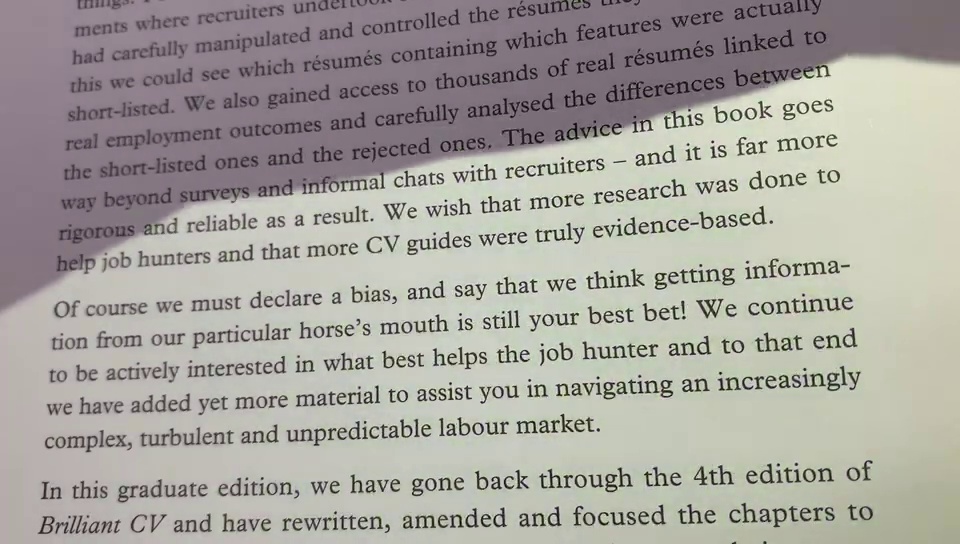 things.
ments where recruiters undertook
had carefully manipulated and controlled the résumés they
this we could see which résumés containing which features were actually
short-listed. We also gained access to thousands of real résumés linked to
real employment outcomes and carefully analysed the differences between
the short-listed ones and the rejected ones. The advice in this book goes
way beyond surveys and informal chats with recruiters – and it is far more
rigorous and reliable as a result. We wish that more research was done to
help job hunters and that more CV guides were truly evidence-based.
Of course we must declare a bias, and say that we think getting informa-
tion from our particular horse's mouth is still your best bet! We continue
to be actively interested in what best helps the job hunter and to that end
we have added yet more material to assist you in navigating an increasingly
complex, turbulent and unpredictable labour market.
In this graduate edition, we have gone back through the 4th edition of
Brilliant CV and have rewritten, amended and focused the chapters to